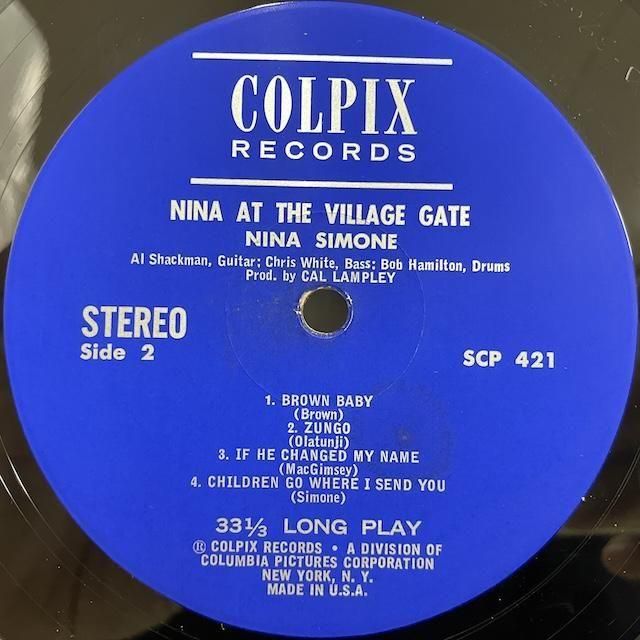 COLPIX
RECORDS
NINA AT THE VILLAGE GATE
NINA SIMONE
Al Shackman, Guitar; Chris White, Bass; Bob Hamilton, Drums
Prod. by CAL LAMPLEY
STEREO
Side 2
SCP 421
1. BROWN BABY
(Brown)
2. ZUNGO
(Olatunji)
3. IF HE CHANGED MY NAME
(MacGimsey)
4. CHILDREN GO WHERE I SEND YOU
(Simone)
33⅓ LONG PLAY
Ⓡ COLPIX RECORDS • A DIVISION OF
COLUMBIA PICTURES CORPORATION
NEW YORK, N. Y.
MADE IN U.S.A.